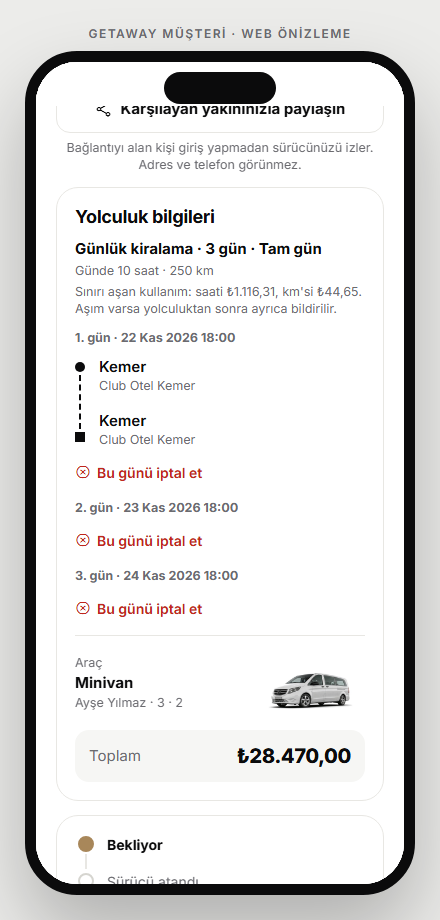 GETAWAY MÜŞTERİ · WEB ÖNİZLEME
Karşılayan yakınınızla paylaşın
Bağlantıyı alan kişi giriş yapmadan sürücünüzü izler.
Adres ve telefon görünmez.
Yolculuk bilgileri
Günlük kiralama · 3 gün · Tam gün
Günde 10 saat · 250 km
Sınırı aşan kullanım: saati ₺1.116,31, km'si ₺44,65.
Aşım varsa yolculuktan sonra ayrıca bildirilir.
1. gün · 22 Kas 2026 18:00
Kemer
Club Otel Kemer
Kemer
Club Otel Kemer
Bu günü iptal et
2. gün · 23 Kas 2026 18:00
Bu günü iptal et
3. gün · 24 Kas 2026 18:00
Bu günü iptal et
Araç
Minivan
Ayşe Yılmaz · 3 · 2
Toplam
₺28.470,00
Bekliyor
Sürücü atandı